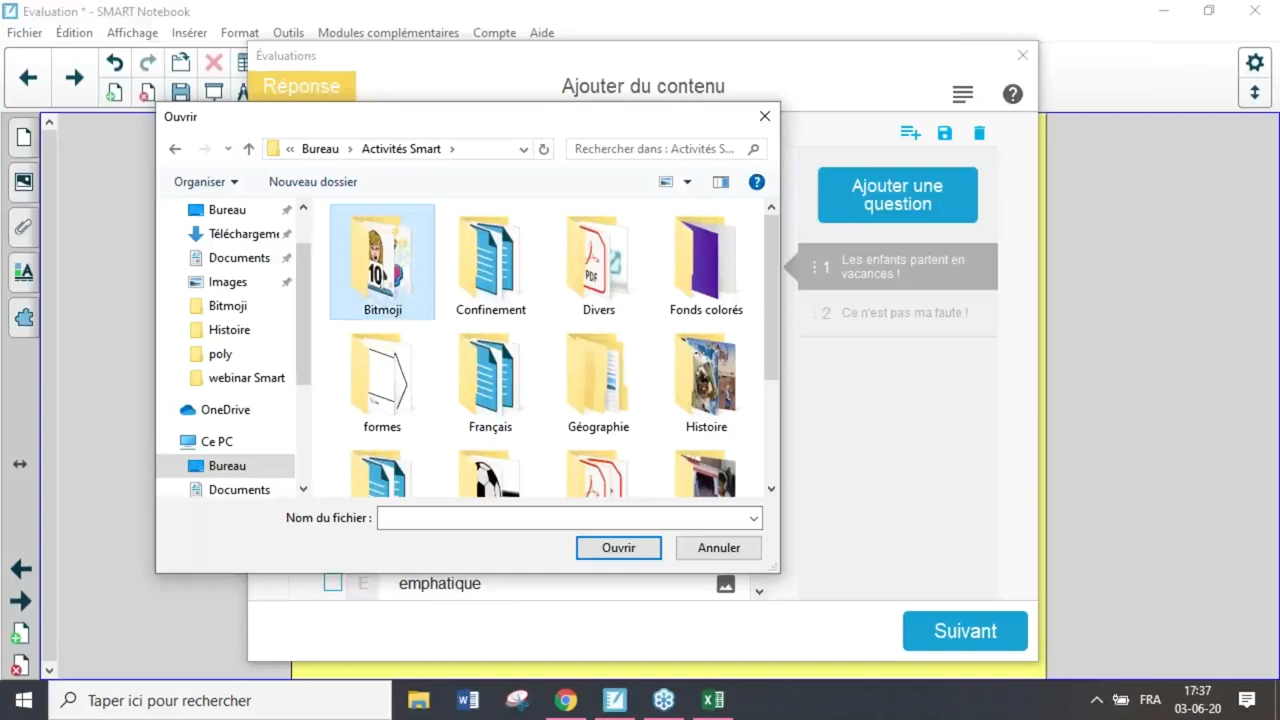 Evaluation * - SMART Notebook
Fichier Édition Affichage Insérer Format Outils Modules complémentaires Compte Aide
Évaluations
Réponse
Ajouter du contenu
Ouvrir
« Bureau › Activités Smart ›
Rechercher dans : Activités S...
Organiser
Nouveau dossier
Bureau
Téléchargeme
Documents
Images
Bitmoji
Histoire
poly
webinar Smart
OneDrive
Ce PC
Bureau
Documents
10
PDF
Bitmoji Confinement Divers Fonds colorés
formes Français Géographie Histoire
Nom du fichier :
Ouvrir
Annuler
Ajouter une
question
1 Les enfants partent en
vacances !
2 Ce n'est pas ma faute !
E emphatique
Suivant
Taper ici pour rechercher
FRA
17:37
03-06-20